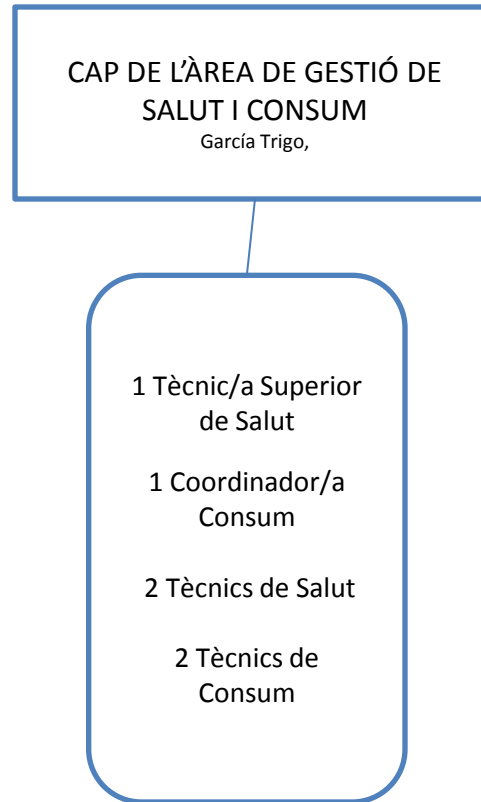 CAP DE L'ÀREA DE GESTIÓ DE
SALUT I CONSUM
García Trigo,
1 Tècnic/a Superior
de Salut
1 Coordinador/a
Consum
2 Tècnics de Salut
2 Tècnics de
Consum